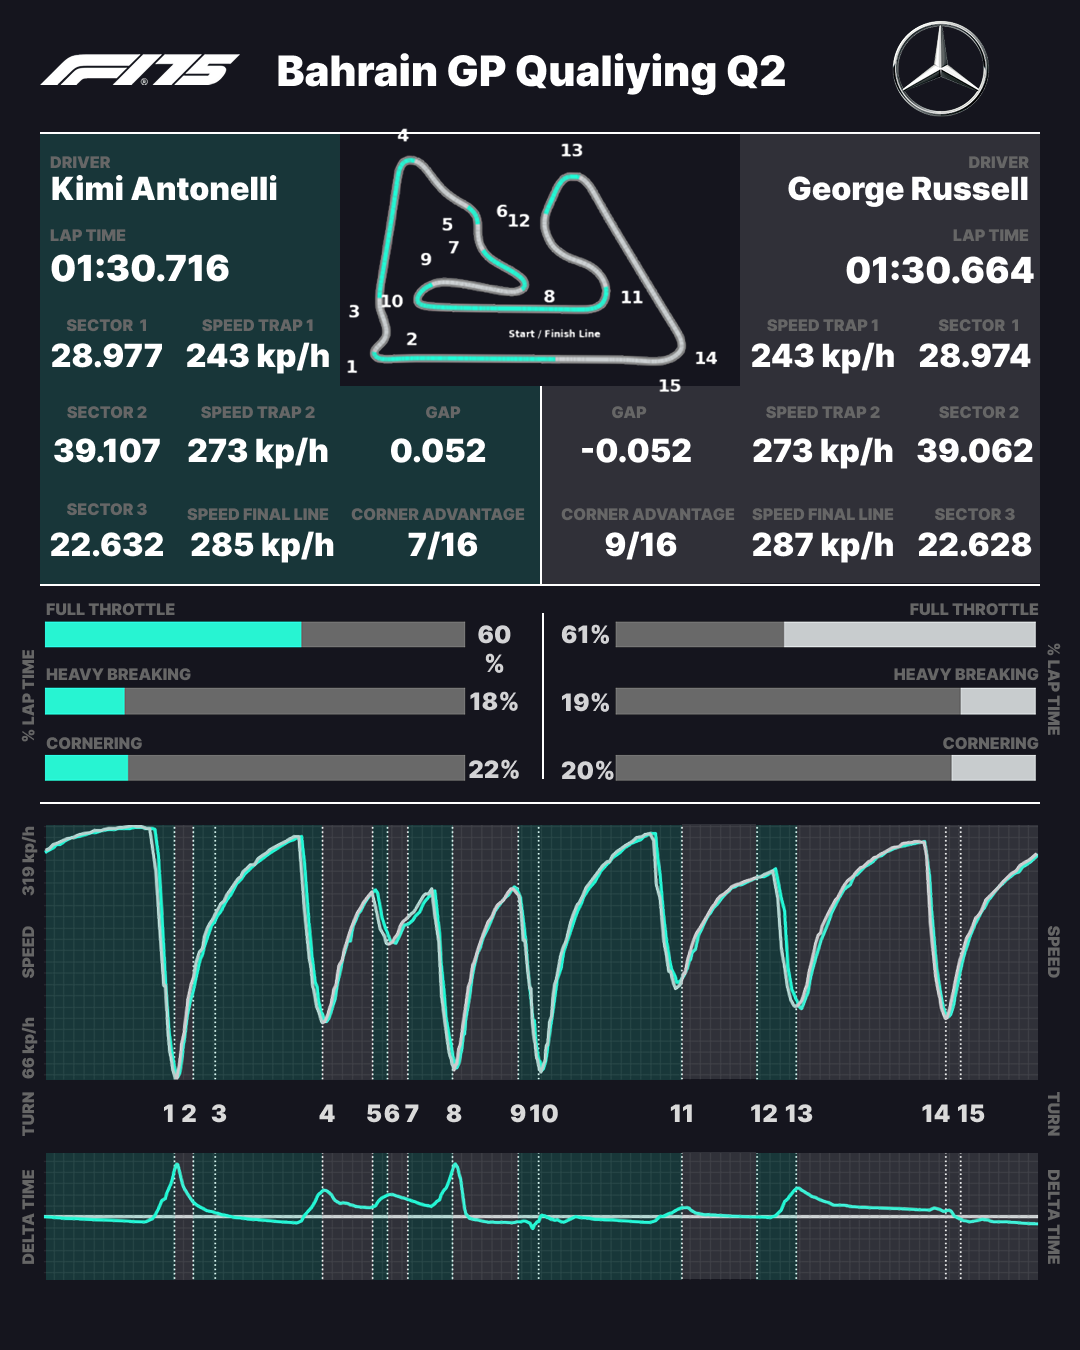 F1®75
Bahrain GP Qualiying Q2
DRIVER
Kimi Antonelli
LAP TIME
01:30.716
SECTOR 1
SPEED TRAP 1
28.977
243 kp/h
SECTOR 2
SPEED TRAP 2
GAP
39.107
273 kp/h
0.052
SECTOR 3
SPEED FINAL LINE
CORNER ADVANTAGE
22.632
285 kp/h
7/16
4
13
5
6
12
7
9
10
8
11
3
2
Start / Finish Line
1
14
15
DRIVER
George Russell
LAP TIME
01:30.664
SPEED TRAP 1
SECTOR 1
243 kp/h
28.974
GAP
SPEED TRAP 2
SECTOR 2
-0.052
273 kp/h
39.062
CORNER ADVANTAGE
SPEED FINAL LINE
SECTOR 3
9/16
287 kp/h
22.628
% LAP TIME
FULL THROTTLE
60
%
HEAVY BREAKING
18%
CORNERING
22%
FULL THROTTLE
61%
HEAVY BREAKING
19%
CORNERING
20%
% LAP TIME
319 kp/h
SPEED
66 kp/h
SPEED
TURN
1 2 3 4 5 6 7 8 9 10 11 12 13 14 15
TURN
DELTA TIME
DELTA TIME